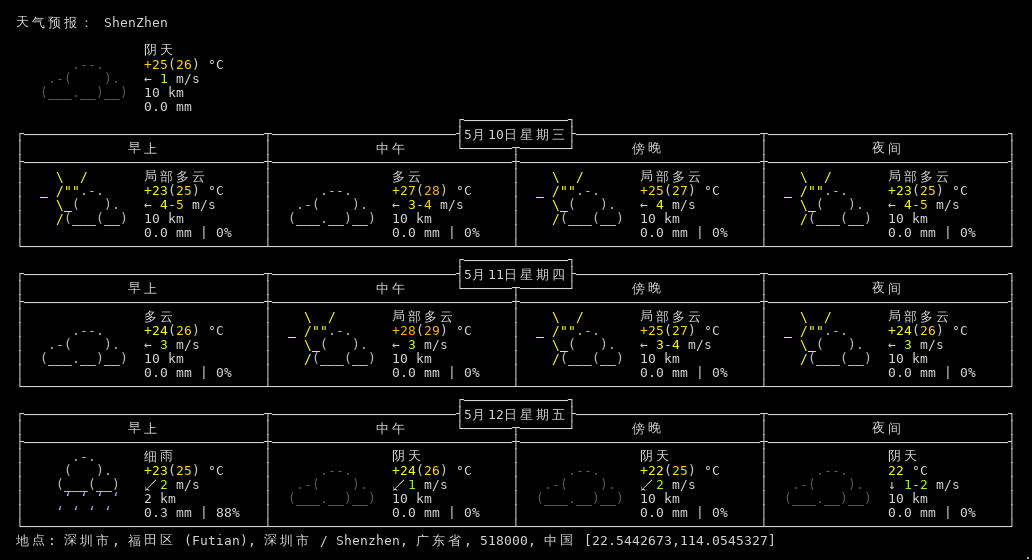 天气预报： ShenZhen
阴天
+25(26) °C
← 1 m/s
10 km
0.0 mm
5月10日星期三
早上 中午 傍晚 夜间
局部多云 多云 局部多云 局部多云
+23(25) °C +27(28) °C +25(27) °C +23(25) °C
← 4-5 m/s ← 3-4 m/s ← 4 m/s ← 4-5 m/s
10 km 10 km 10 km 10 km
0.0 mm | 0% 0.0 mm | 0% 0.0 mm | 0% 0.0 mm | 0%
5月11日星期四
早上 中午 傍晚 夜间
多云 局部多云 局部多云 局部多云
+24(26) °C +28(29) °C +25(27) °C +24(26) °C
← 3 m/s ← 3 m/s ← 3-4 m/s ← 3 m/s
10 km 10 km 10 km 10 km
0.0 mm | 0% 0.0 mm | 0% 0.0 mm | 0% 0.0 mm | 0%
5月12日星期五
早上 中午 傍晚 夜间
细雨 阴天 阴天 阴天
+23(25) °C +24(26) °C +22(25) °C 22 °C
↙ 2 m/s ↙ 1 m/s ↙ 2 m/s ↓ 1-2 m/s
2 km 10 km 10 km 10 km
0.3 mm | 88% 0.0 mm | 0% 0.0 mm | 0% 0.0 mm | 0%
地点: 深圳市, 福田区 (Futian), 深圳市 / Shenzhen, 广东省, 518000, 中国 [22.5442673,114.0545327]